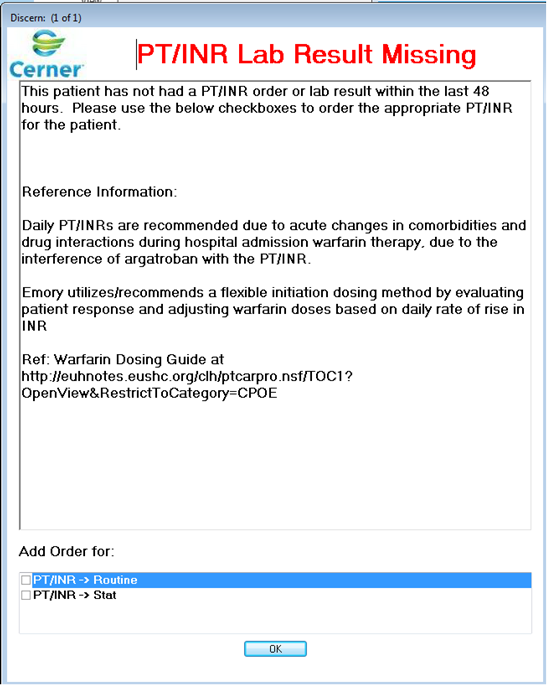 Discern: (1 of 1)
Cerner
PT/INR Lab Result Missing
This patient has not had a PT/INR order or lab result within the last 48
hours.  Please use the below checkboxes to order the appropriate PT/INR
for the patient.
Reference Information:
Daily PT/INRs are recommended due to acute changes in comorbidities and
drug interactions during hospital admission warfarin therapy, due to the
interference of argatroban with the PT/INR.
Emory utilizes/recommends a flexible initiation dosing method by evaluating
patient response and adjusting warfarin doses based on daily rate of rise in
INR
Ref: Warfarin Dosing Guide at
http://euhnotes.eushc.org/clh/ptcarpro.nsf/TOC1?
OpenView&RestrictToCategory=CPOE
Add Order for:
PT/INR -> Routine
PT/INR -> Stat
OK